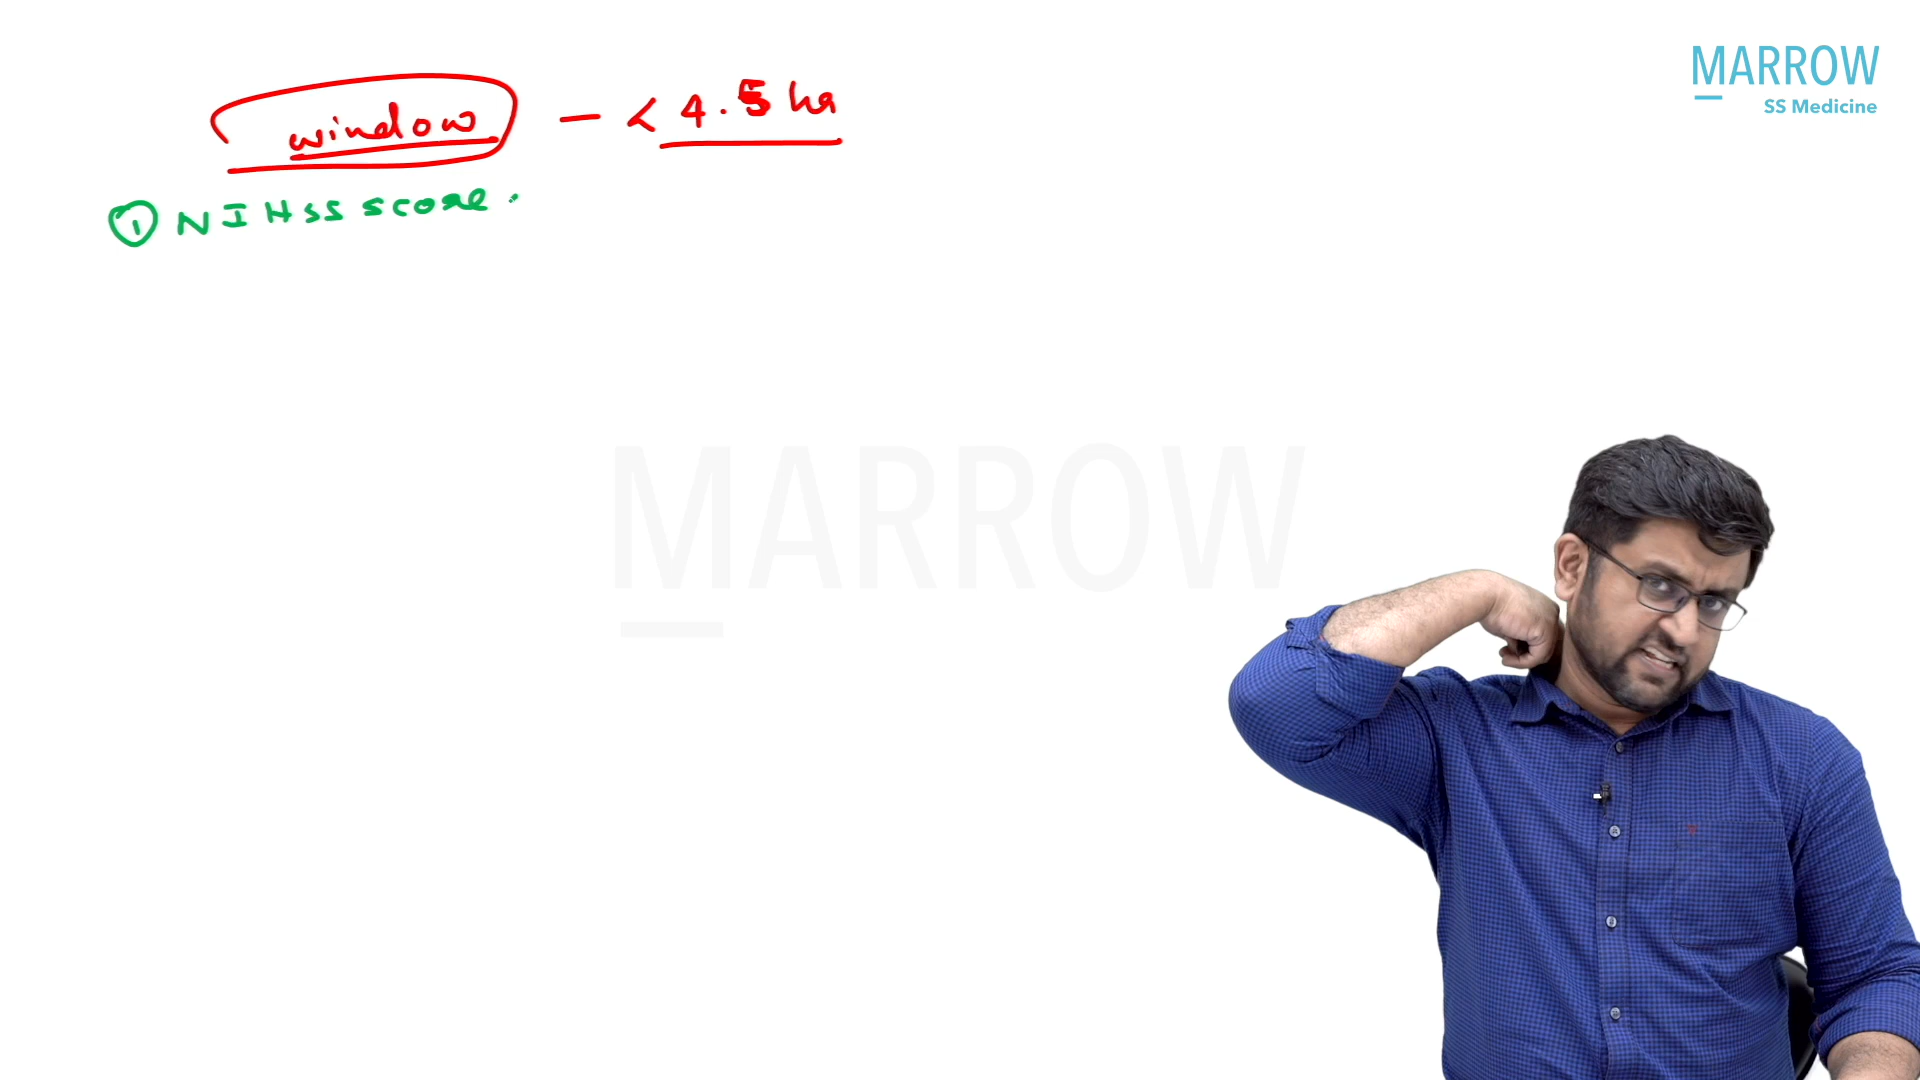 MARROW
SS Medicine
window - < 4.5 hr
① NIHSS score.
MARROW